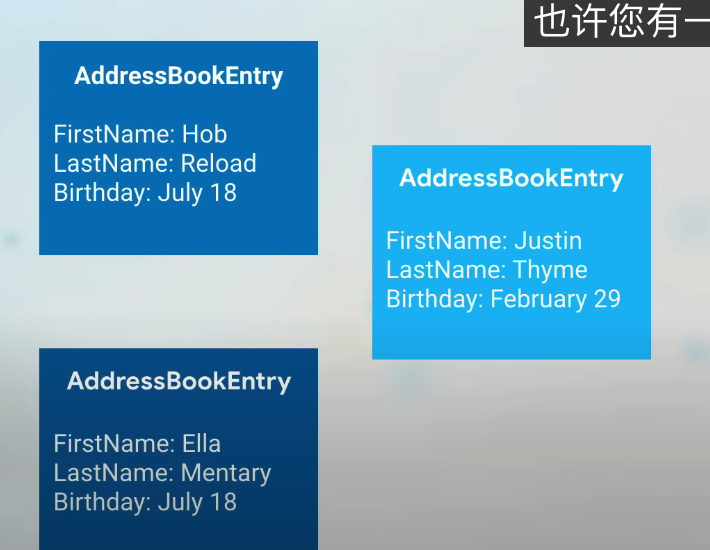 也许您有一
AddressBookEntry
FirstName: Hob
LastName: Reload
Birthday: July 18
AddressBookEntry
FirstName: Justin
LastName: Thyme
Birthday: February 29
AddressBookEntry
FirstName: Ella
LastName: Mentary
Birthday: July 18